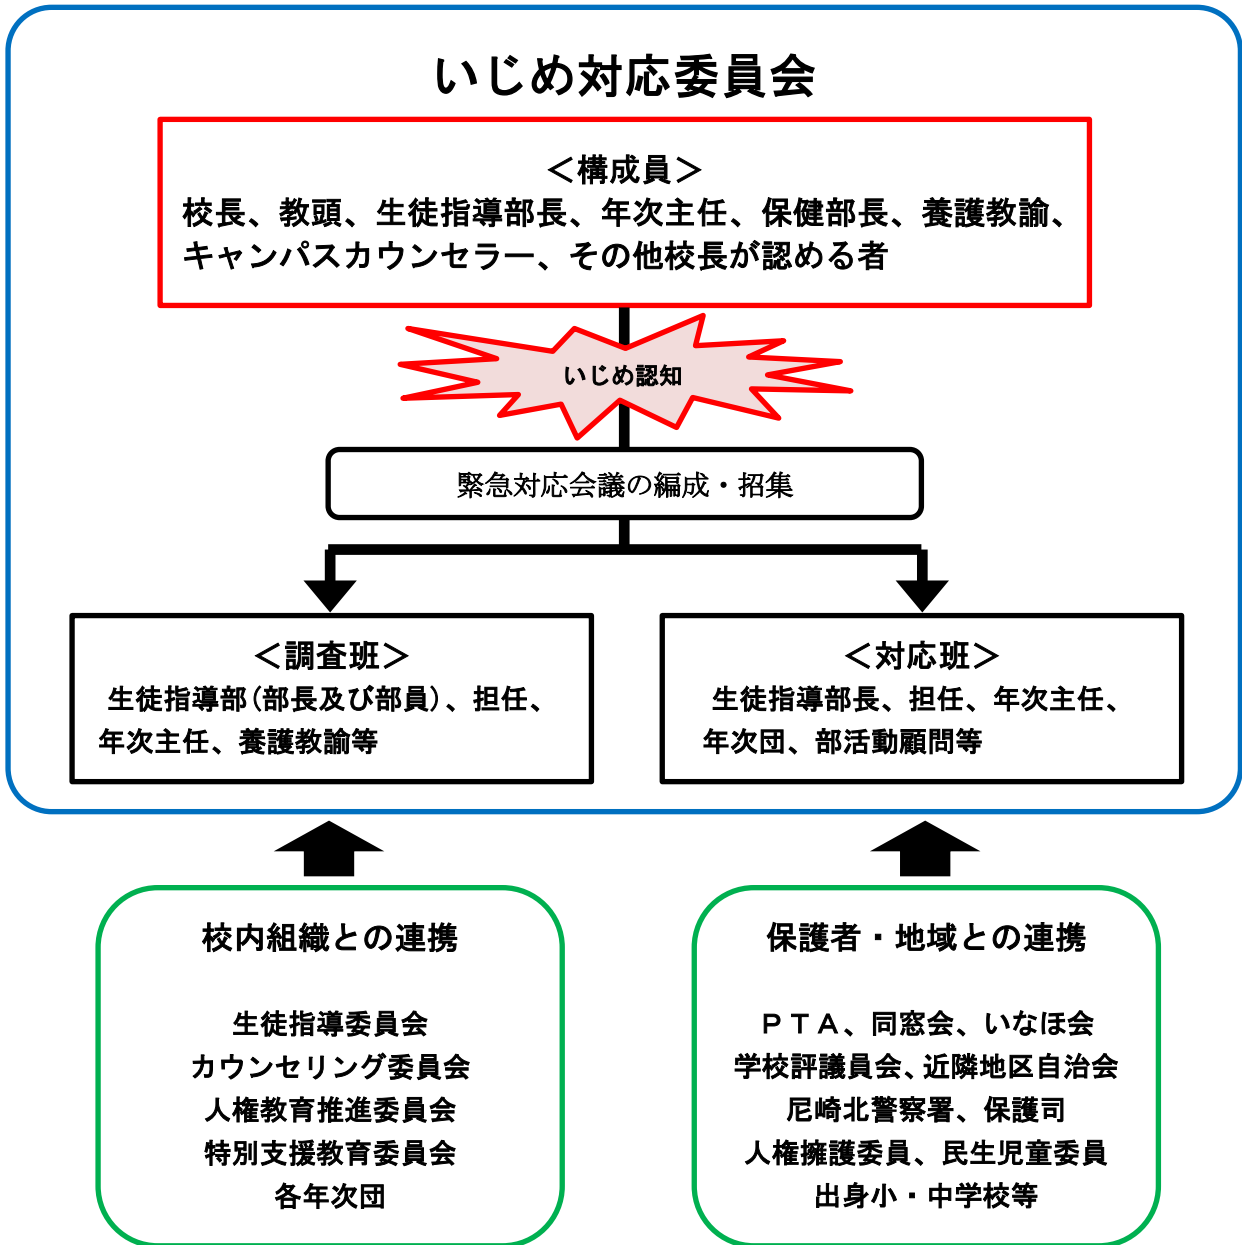 いじめ対応委員会
＜構成員＞
校長、教頭、生徒指導部長、年次主任、保健部長、養護教諭、
キャンパスカウンセラー、その他校長が認める者
いじめ認知
緊急対応会議の編成・招集
＜調査班＞
生徒指導部(部長及び部員)、担任、
年次主任、養護教諭等
＜対応班＞
生徒指導部長、担任、年次主任、
年次団、部活動顧問等
校内組織との連携
生徒指導委員会
カウンセリング委員会
人権教育推進委員会
特別支援教育委員会
各年次団
保護者・地域との連携
ＰＴＡ、同窓会、いなほ会
学校評議員会、近隣地区自治会
尼崎北警察署、保護司
人権擁護委員、民生児童委員
出身小・中学校等